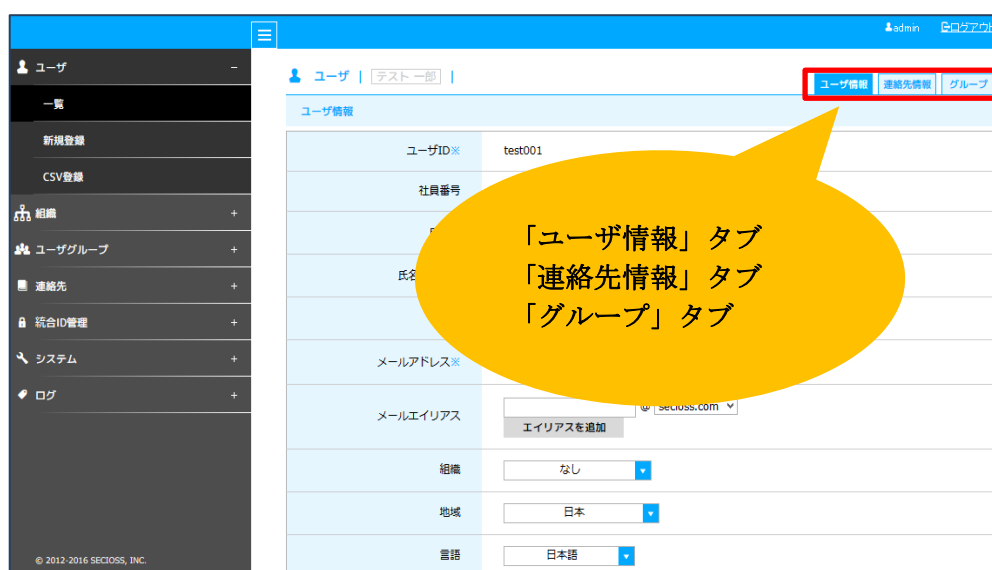 admin ログアウト
ユーザ -
一覧
新規登録
CSV登録
組織 +
ユーザグループ +
連絡先 +
統合ID管理 +
システム +
ログ +
© 2012-2016 SECIOSS, INC.
ユーザ | テスト 一郎 |
ユーザ情報 連絡先情報 グループ
ユーザ情報
ユーザID※ test001
社員番号
氏名
「ユーザ情報」タブ
「連絡先情報」タブ
「グループ」タブ
メールアドレス※
メールエイリアス @ secioss.com
エイリアスを追加
組織 なし
地域 日本
言語 日本語